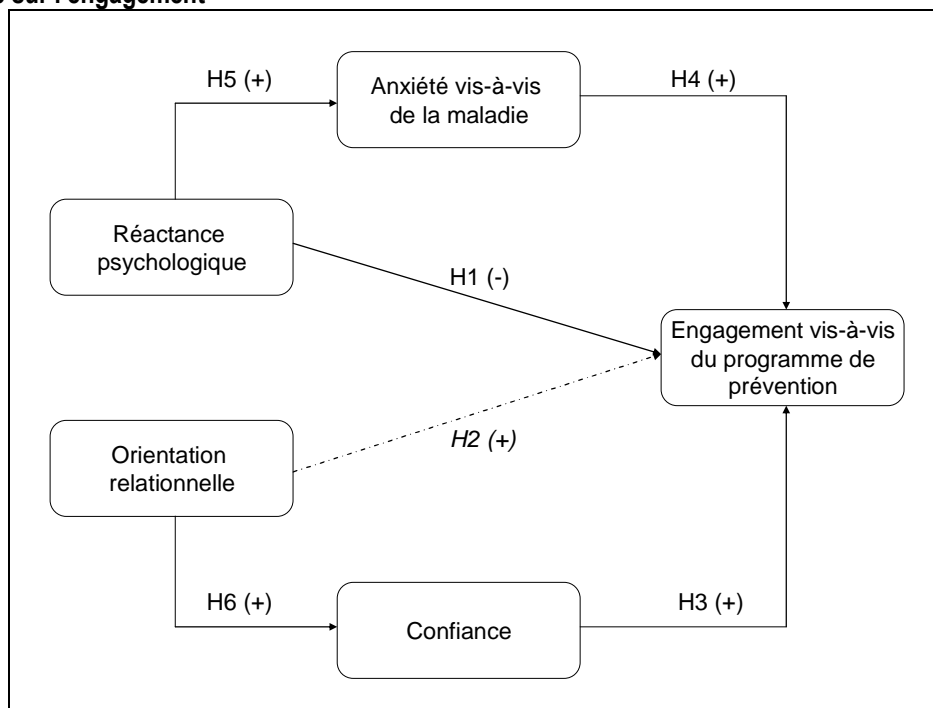 sur l'engagement
H5 (+)
Anxiété vis-à-vis
de la maladie
H4 (+)
Réactance
psychologique
H1 (-)
Engagement vis-à-vis
du programme de
prévention
H2 (+)
Orientation
relationnelle
H6 (+)
Confiance
H3 (+)